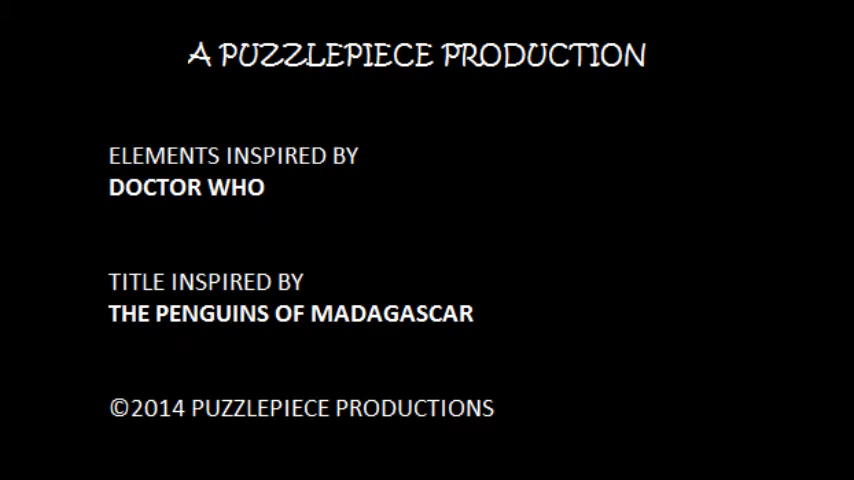 A PUZZLEPIECE PRODUCTION
ELEMENTS INSPIRED BY
DOCTOR WHO
TITLE INSPIRED BY
THE PENGUINS OF MADAGASCAR
©2014 PUZZLEPIECE PRODUCTIONS